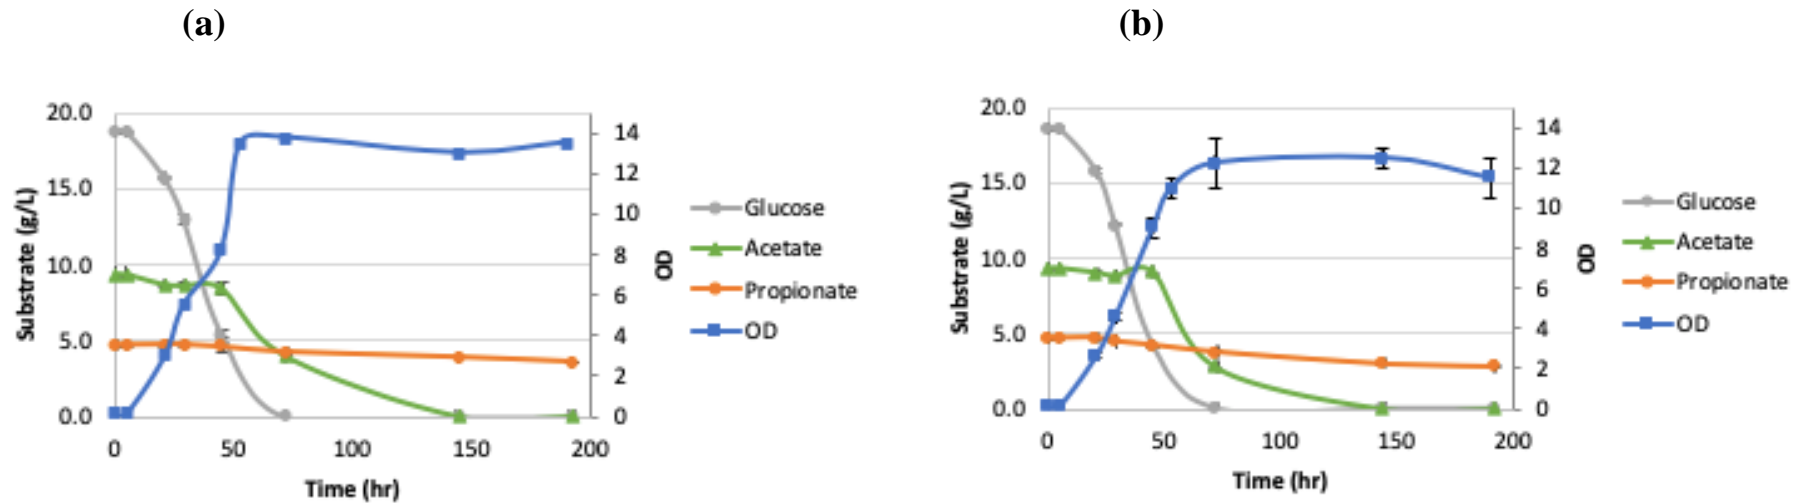 (a)
20.0
15.0
10.0
5.0
0.0
Substrate (g/L)
14
12
10
8
6
4
2
0
OD
0 50 100 150 200
Time (hr)
Glucose
Acetate
Propionate
OD
(b)
20.0
15.0
10.0
5.0
0.0
Substrate (g/L)
14
12
10
8
6
4
2
0
OD
0 50 100 150 200
Time (hr)
Glucose
Acetate
Propionate
OD